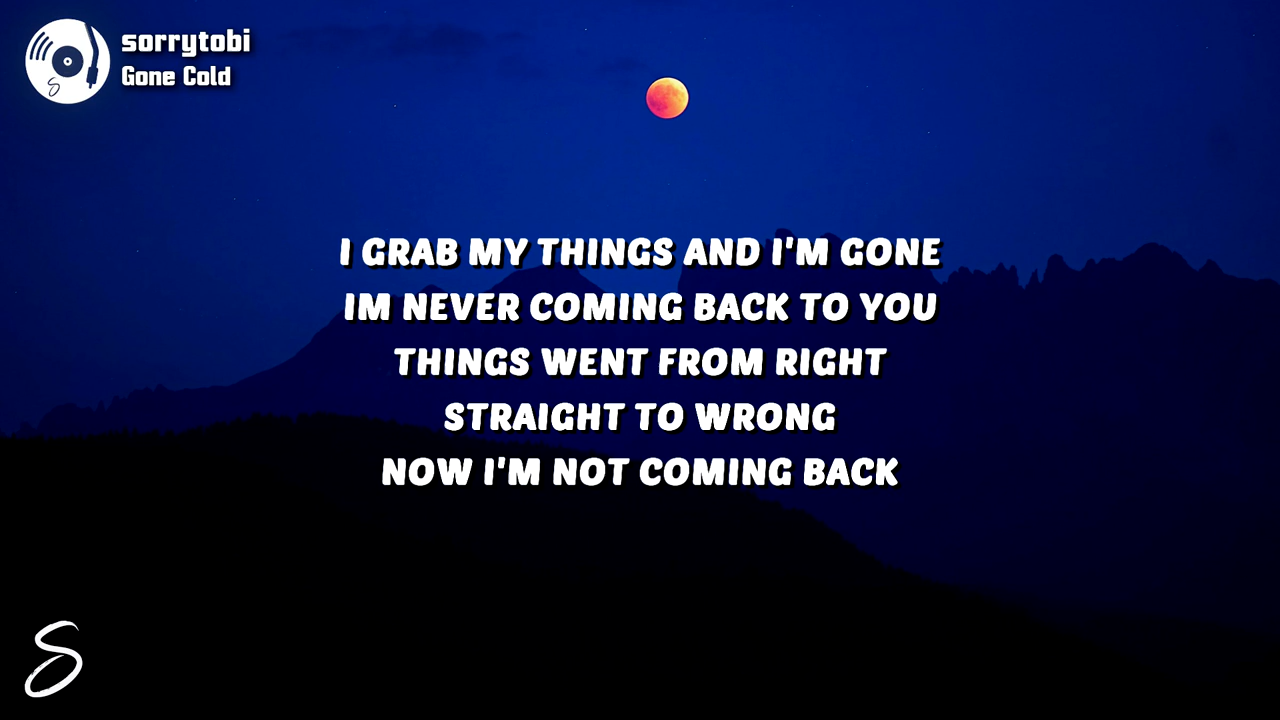 sorrytobi
Gone Cold
I GRAB MY THINGS AND I'M GONE
IM NEVER COMING BACK TO YOU
THINGS WENT FROM RIGHT
STRAIGHT TO WRONG
NOW I'M NOT COMING BACK
S